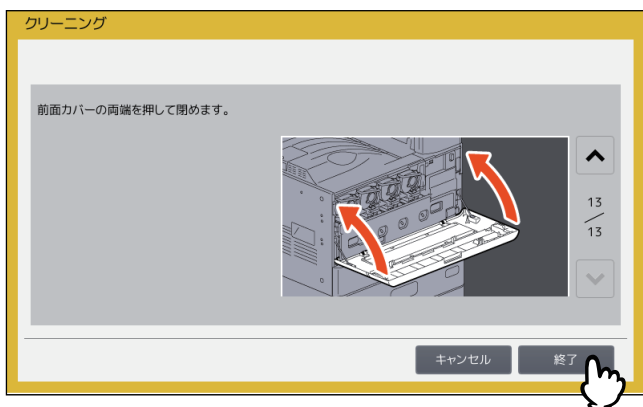 クリーニング
前面カバーの両端を押して閉めます。
13
13
キャンセル
終了